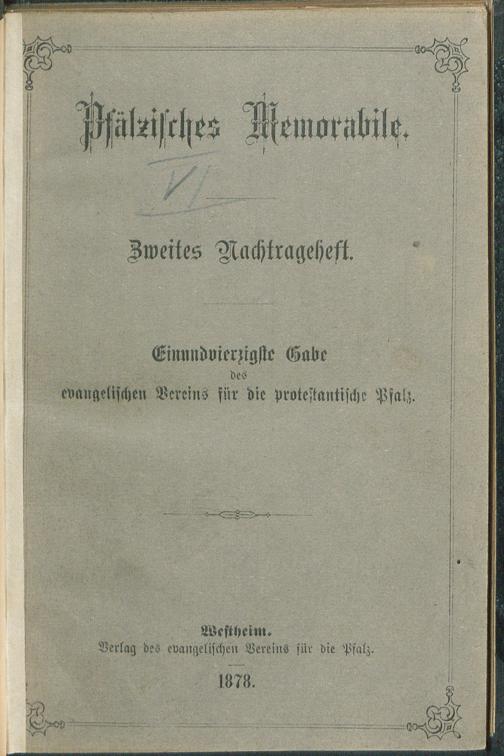 Pfälzisches Memorabile.
VI
Zweites Nachtrageheft.
Einundvierzigste Gabe
des
evangelischen Vereins für die protestantische Pfalz.
Westheim.
Verlag des evangelischen Vereins für die Pfalz.
1878.